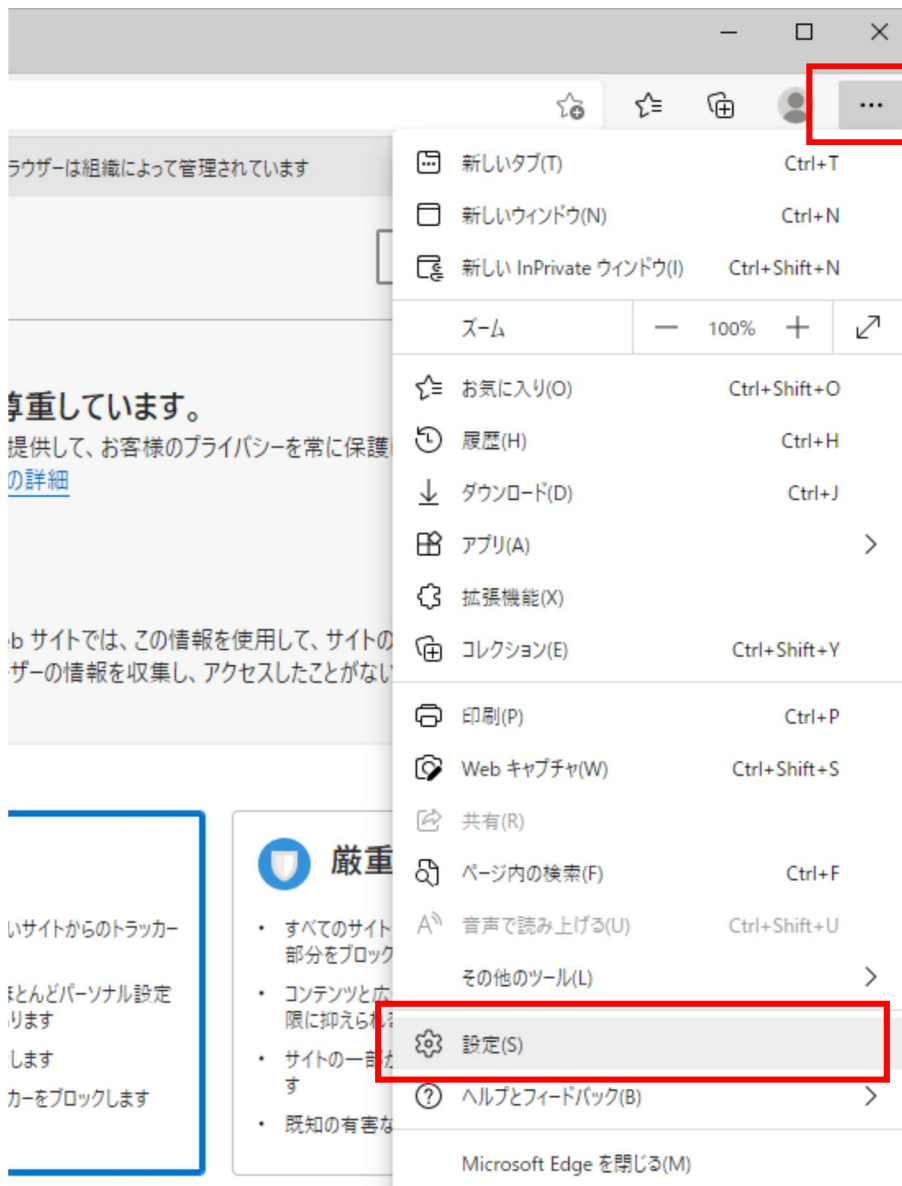 ラウザーは組織によって管理されています
尊重しています。
提供して、お客様のプライバシーを常に保護
の詳細
eb サイトでは、この情報を使用して、サイトの
ーザーの情報を収集し、アクセスしたことがない
いサイトからのトラッカー
ほとんどパーソナル設定
ります
します
カーをブロックします
厳重
• すべてのサイト
部分をブロック
• コンテンツと広
限に抑えられる
• サイトの一部が
す
• 既知の有害な
新しいタブ(T) Ctrl+T
新しいウィンドウ(N) Ctrl+N
新しい InPrivate ウィンドウ(I) Ctrl+Shift+N
ズーム — 100% +
お気に入り(O) Ctrl+Shift+O
履歴(H) Ctrl+H
ダウンロード(D) Ctrl+J
アプリ(A)
拡張機能(X)
コレクション(E) Ctrl+Shift+Y
印刷(P) Ctrl+P
Web キャプチャ(W) Ctrl+Shift+S
共有(R)
ページ内の検索(F) Ctrl+F
音声で読み上げる(U) Ctrl+Shift+U
その他のツール(L)
設定(S)
ヘルプとフィードバック(B)
Microsoft Edge を閉じる(M)